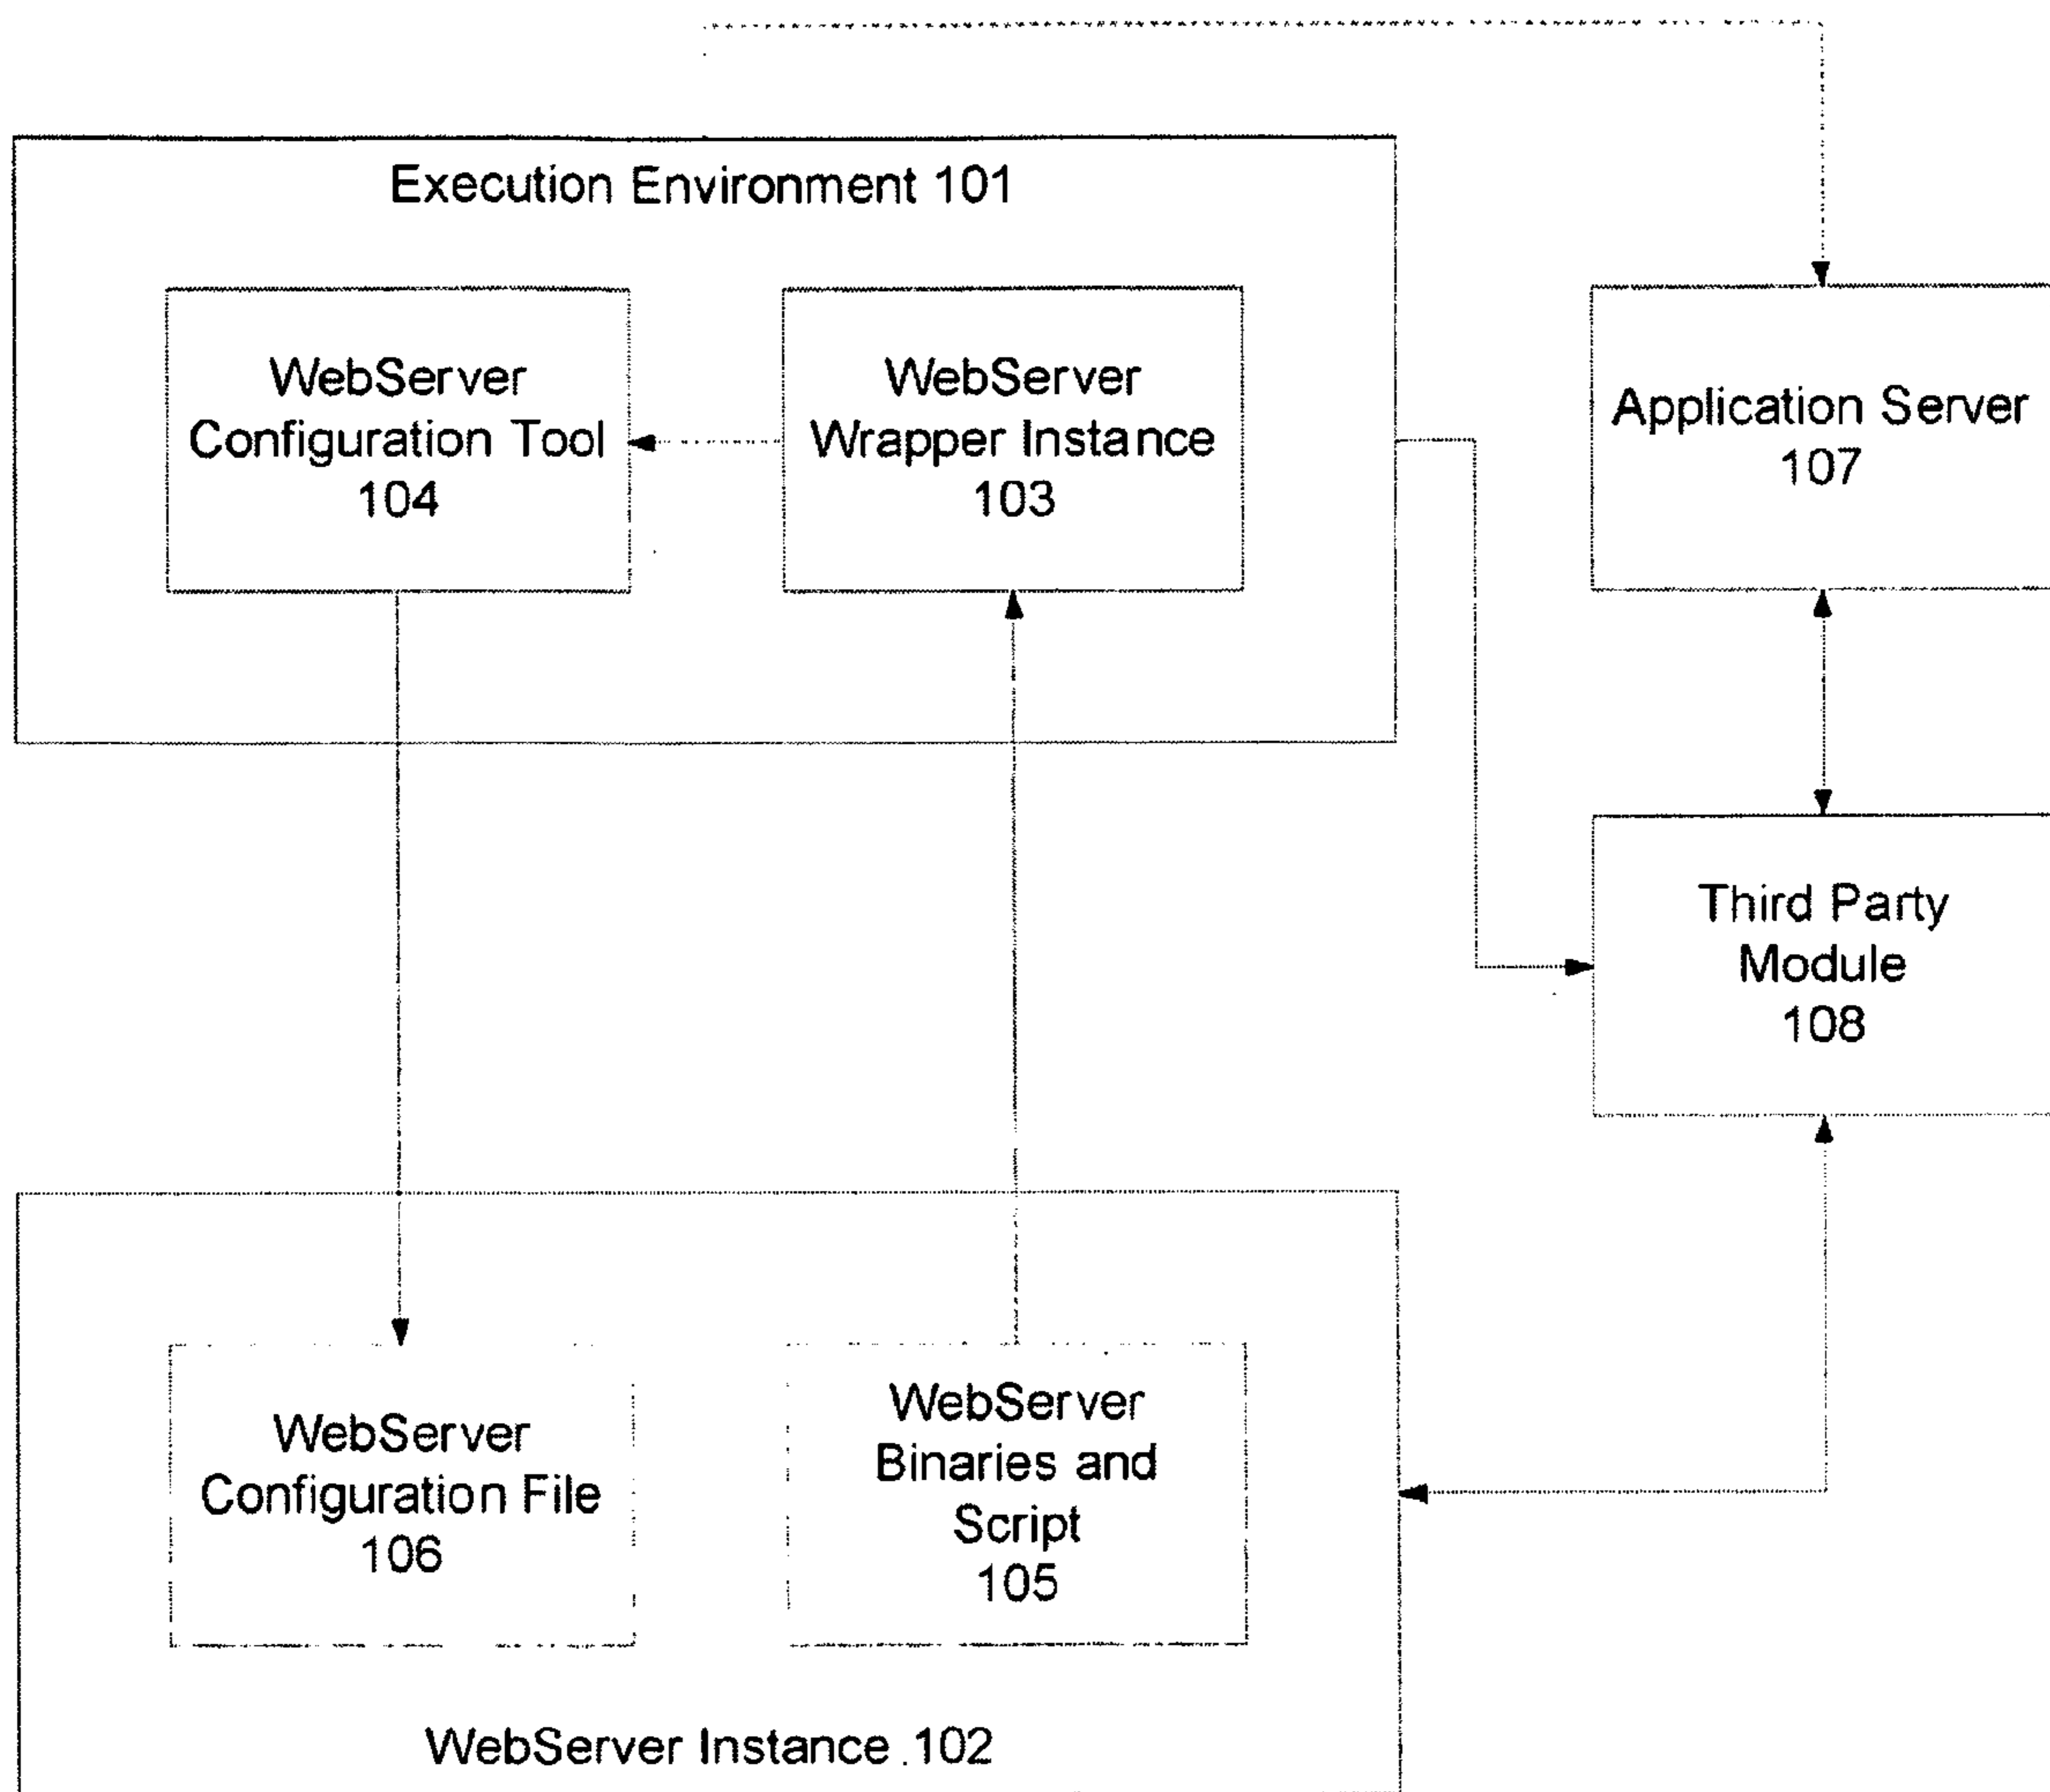 Execution Environment 101
WebServer
Configuration Tool
104
WebServer
Wrapper Instance
103
Application Server
107
Third Party
Module
108
WebServer
Configuration File
106
WebServer
Binaries and
Script
105
WebServer Instance 102